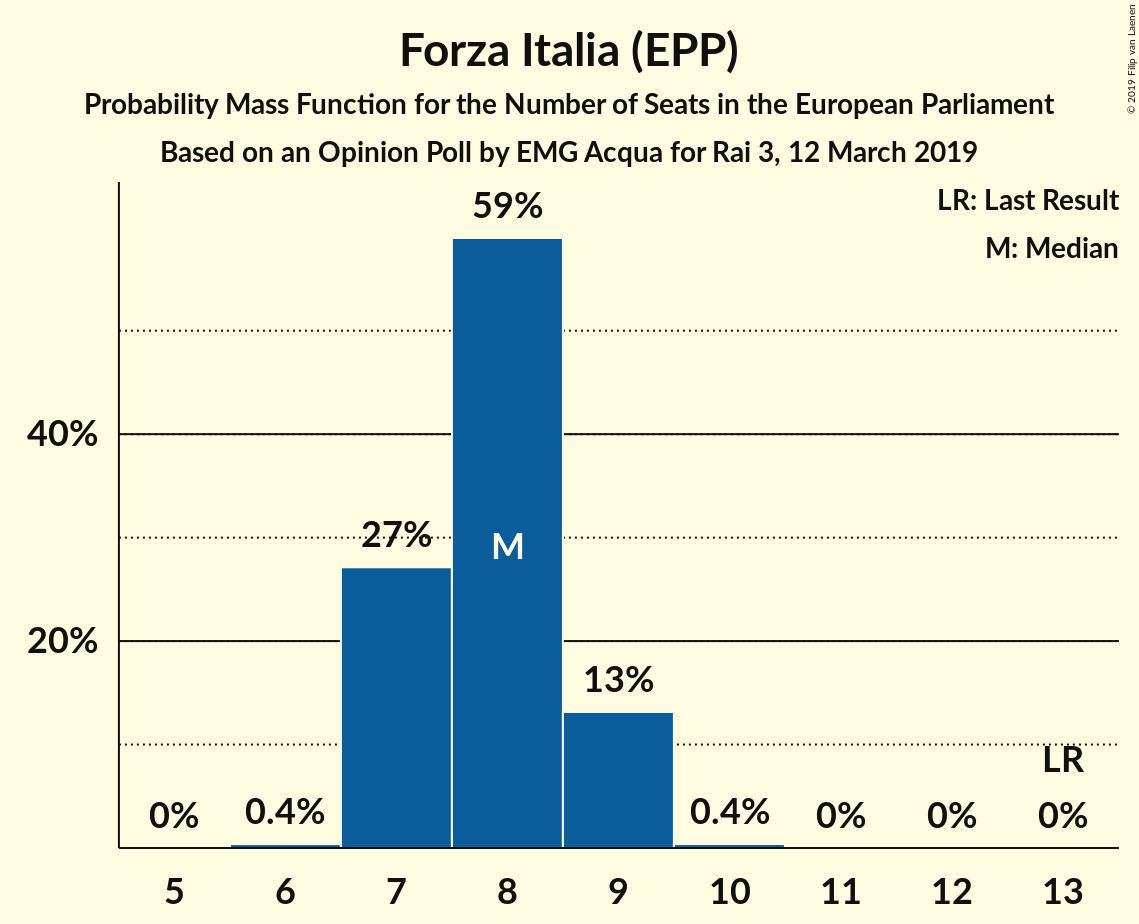 Forza Italia (EPP)
Probability Mass Function for the Number of Seats in the European Parliament
Based on an Opinion Poll by EMG Acqua for Rai 3, 12 March 2019
© 2019 Filip van Laenen
LR: Last Result
M: Median
59%
40%
27%
M
20%
13%
LR
0%
0.4%
0.4%
0%
0%
0%
5 6 7 8 9 10 11 12 13